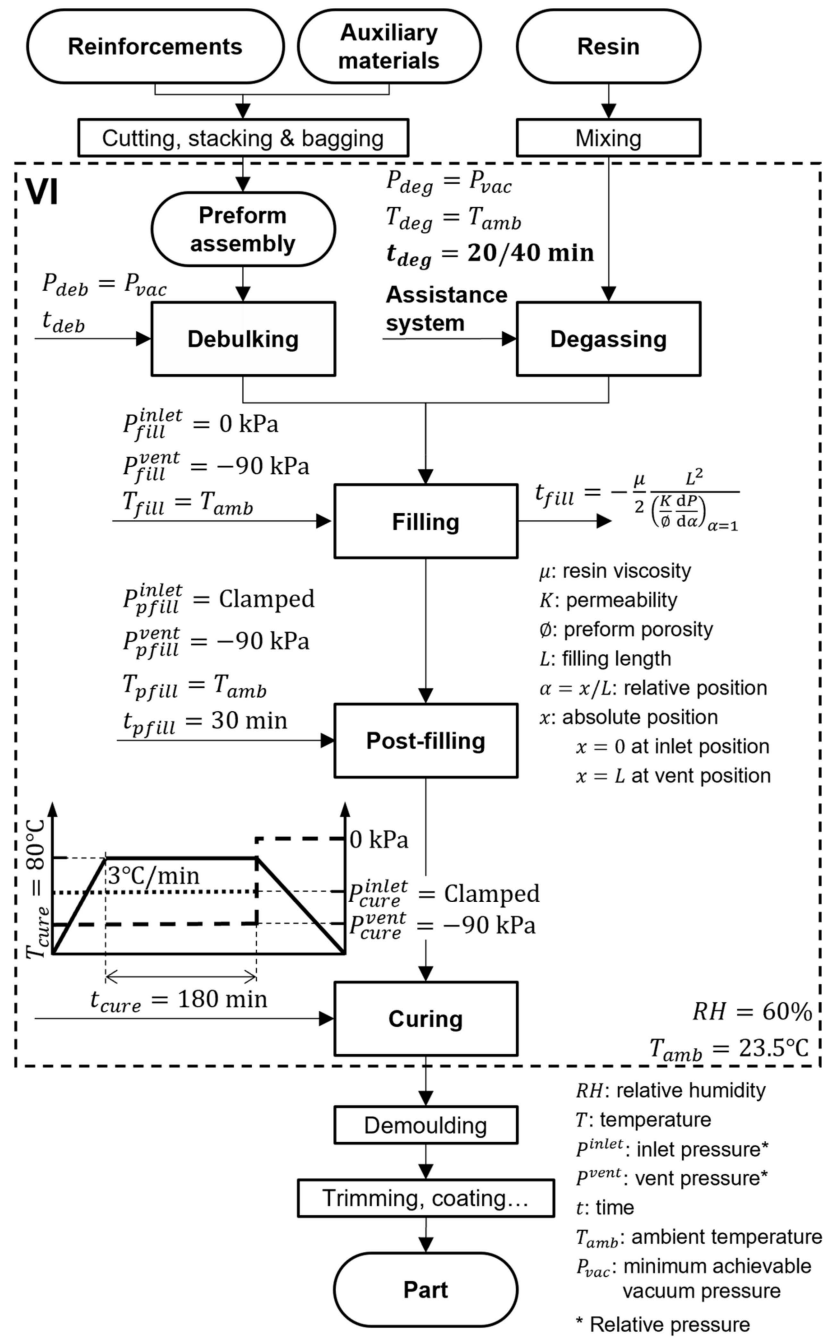 Reinforcements
Auxiliary
materials
Resin
Cutting, stacking & bagging
Mixing
VI
Preform
assembly
P_deg = P_vac
T_deg = T_amb
t_deg = 20/40 min
P_deb = P_vac
t_deb
Debulking
Assistance
system
Degassing
P_fill^inlet = 0 kPa
P_fill^vent = −90 kPa
T_fill = T_amb
Filling
t_fill = − μ/2 L²/(K/Ø dP/dα)_α=1
μ: resin viscosity
K: permeability
Ø: preform porosity
L: filling length
α = x/L: relative position
x: absolute position
x = 0 at inlet position
x = L at vent position
P_pfill^inlet = Clamped
P_pfill^vent = −90 kPa
T_pfill = T_amb
t_pfill = 30 min
Post-filling
T_cure = 80°C
3°C/min
0 kPa
P_cure^inlet = Clamped
P_cure^vent = −90 kPa
t_cure = 180 min
Curing
RH = 60%
T_amb = 23.5°C
Demoulding
Trimming, coating…
Part
RH: relative humidity
T: temperature
P^inlet: inlet pressure*
P^vent: vent pressure*
t: time
T_amb: ambient temperature
P_vac: minimum achievable
vacuum pressure
* Relative pressure